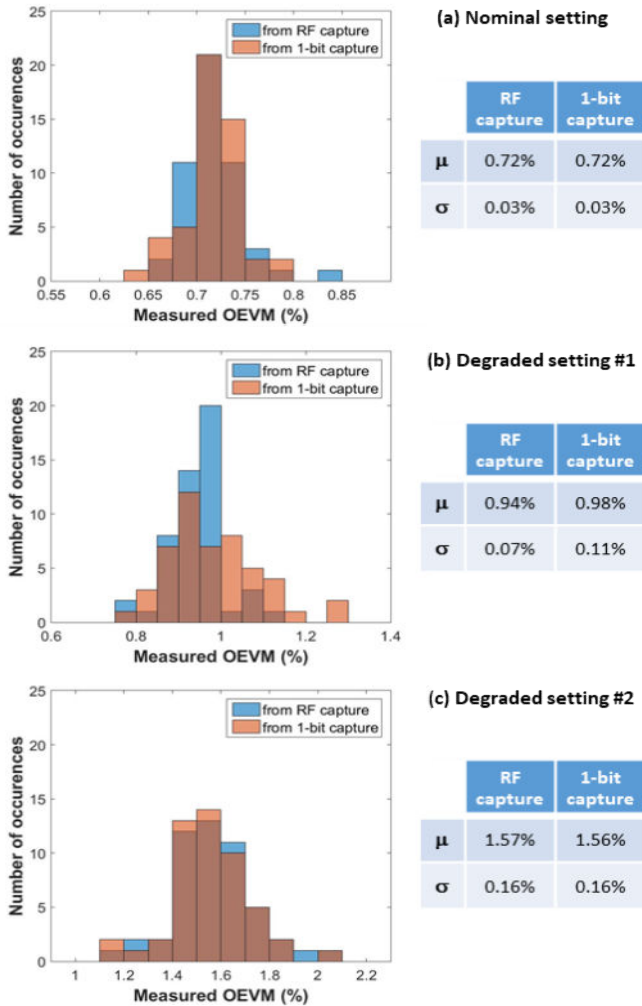 (a) Nominal setting
from RF capture
from 1-bit capture
Number of occurences
25
20
15
10
5
0
0.55 0.6 0.65 0.7 0.75 0.8 0.85
Measured OEVM (%)
RF capture 1-bit capture
μ 0.72% 0.72%
σ 0.03% 0.03%
(b) Degraded setting #1
from RF capture
from 1-bit capture
Number of occurences
25
20
15
10
5
0
0.6 0.8 1 1.2 1.4
Measured OEVM (%)
RF capture 1-bit capture
μ 0.94% 0.98%
σ 0.07% 0.11%
(c) Degraded setting #2
from RF capture
from 1-bit capture
Number of occurences
25
20
15
10
5
0
1 1.2 1.4 1.6 1.8 2 2.2
Measured OEVM (%)
RF capture 1-bit capture
μ 1.57% 1.56%
σ 0.16% 0.16%